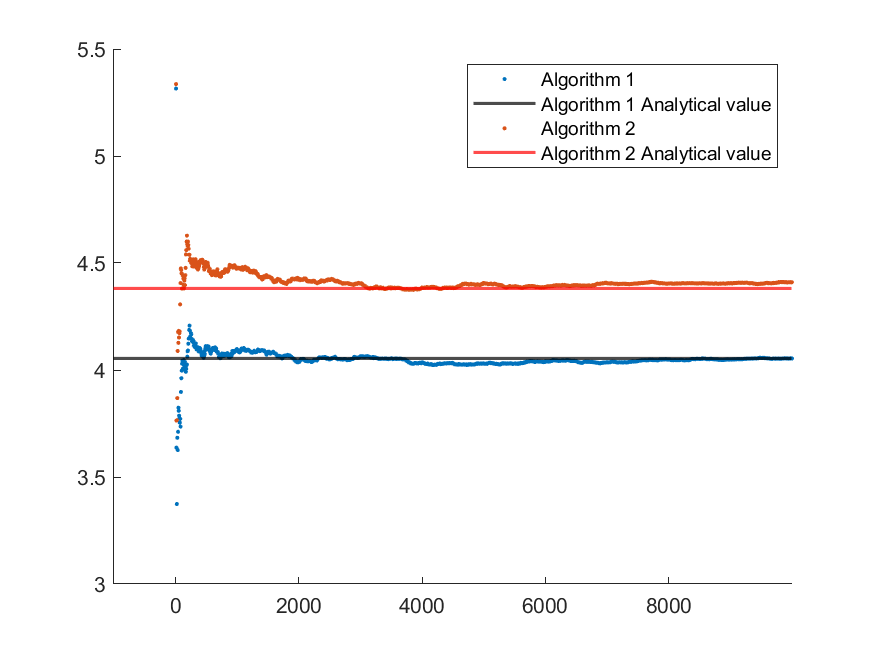 5.5
5
4.5
4
3.5
3
0
2000
4000
6000
8000
Algorithm 1
Algorithm 1 Analytical value
Algorithm 2
Algorithm 2 Analytical value